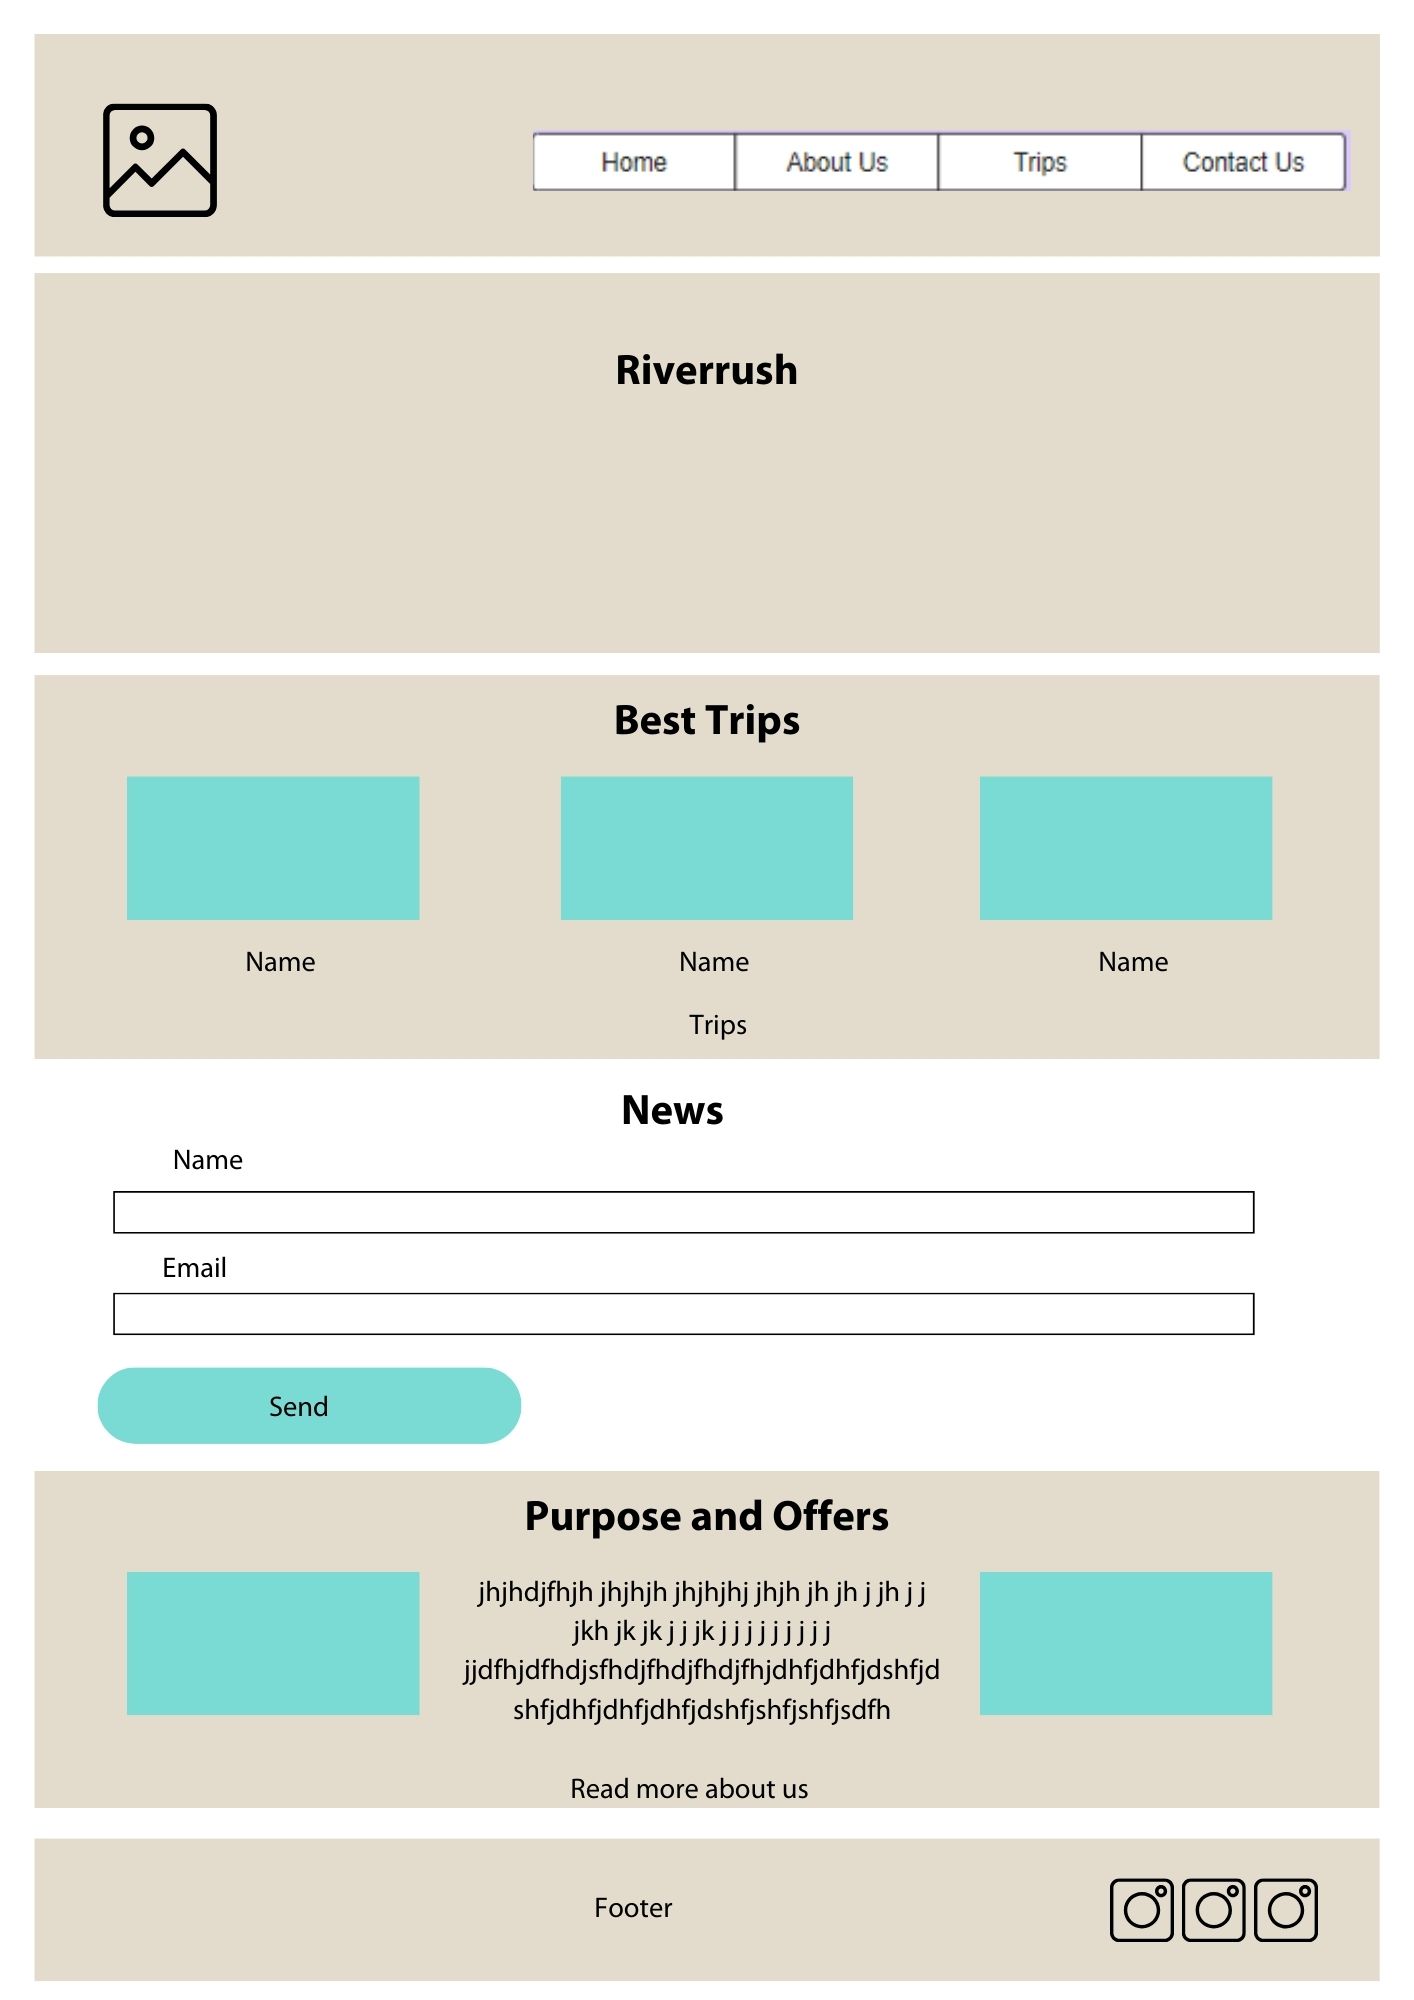 Home About Us Trips Contact Us
Riverrush
Best Trips
Name Name Name
Trips
News
Name
Email
Send
Purpose and Offers
jhjhdjfhjh jhjhjh jhjhjhj jhjh jh jh j jh j j
jkh jk jk j j jk j j j j j j j j j
jjdfhjdfhdjsfhdjfhdjfhdjfhjdhfjdhfjdshfjd
shfjdhfjdhfjdhfjdshfjshfjshfjsdfh
Read more about us
Footer